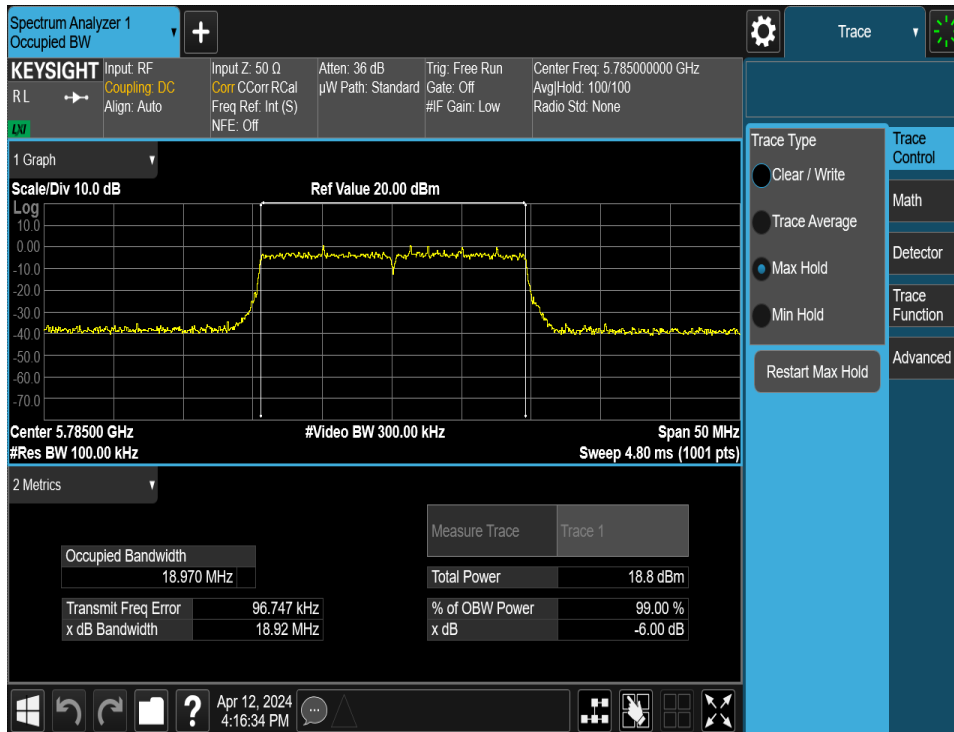 Spectrum Analyzer 1
Occupied BW
+
Trace
KEYSIGHT
R L
LXI
Input: RF
Coupling: DC
Align: Auto
Input Z: 50 Ω
Corr CCorr RCal
Freq Ref: Int (S)
NFE: Off
Atten: 36 dB
µW Path: Standard
Trig: Free Run
Gate: Off
#IF Gain: Low
Center Freq: 5.785000000 GHz
Avg|Hold: 100/100
Radio Std: None
1 Graph
Scale/Div 10.0 dB
Ref Value 20.00 dBm
Log
10.0
0.00
-10.0
-20.0
-30.0
-40.0
-50.0
-60.0
-70.0
Center 5.78500 GHz
#Video BW 300.00 kHz
Span 50 MHz
#Res BW 100.00 kHz
Sweep 4.80 ms (1001 pts)
2 Metrics
Measure Trace Trace 1
Occupied Bandwidth
18.970 MHz
Total Power 18.8 dBm
Transmit Freq Error 96.747 kHz
% of OBW Power 99.00 %
x dB Bandwidth 18.92 MHz
x dB -6.00 dB
Trace Type
Clear / Write
Trace Average
Max Hold
Min Hold
Restart Max Hold
Trace
Control
Math
Detector
Trace
Function
Advanced
?
Apr 12, 2024
4:16:34 PM